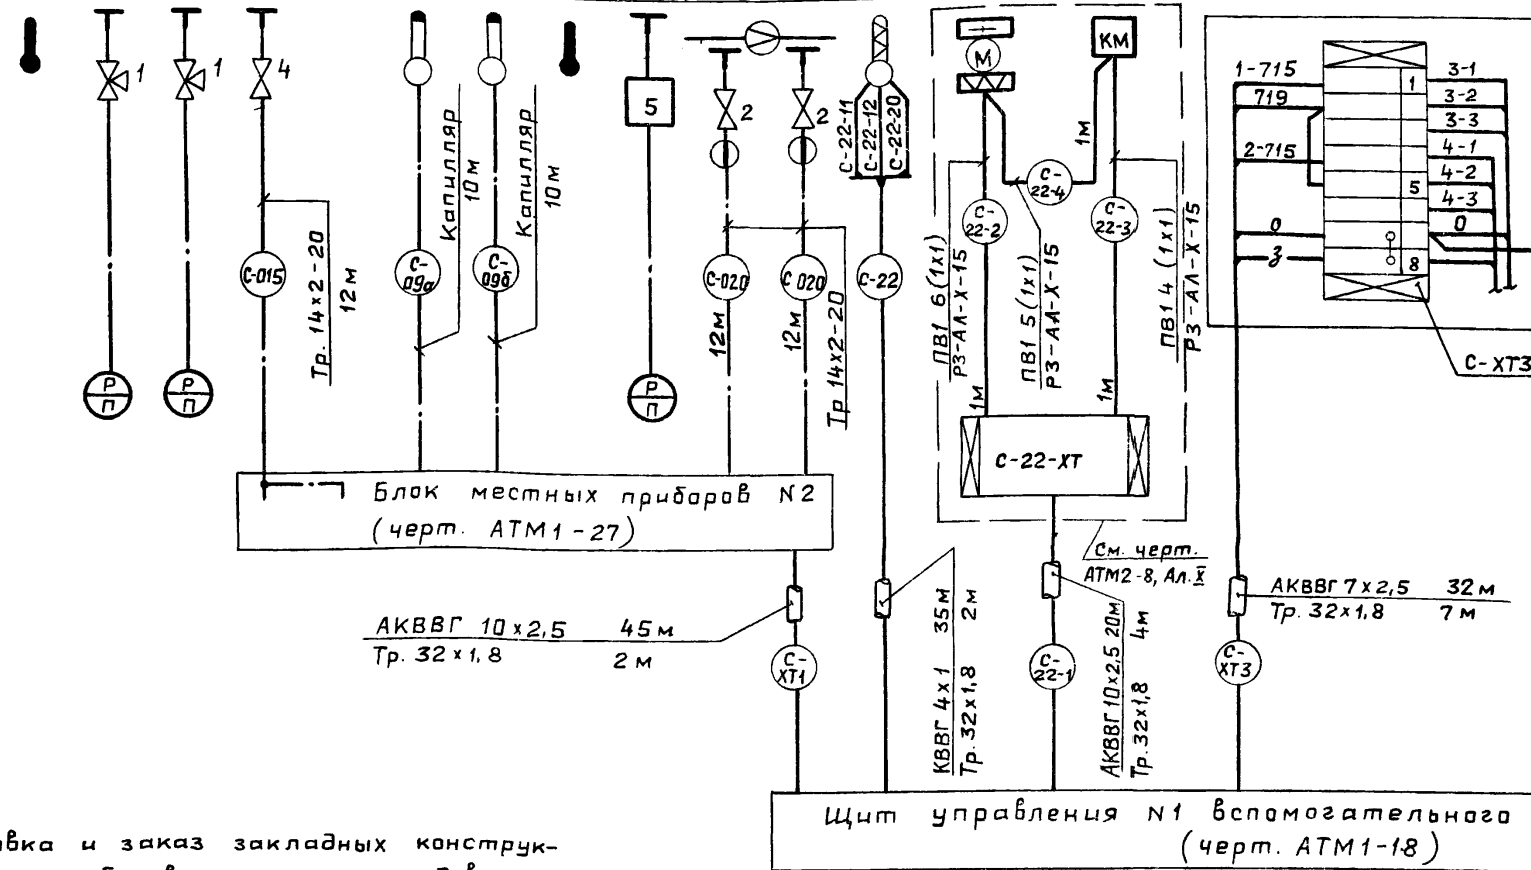 1
1
4
5
2
2
М
КМ
Капилляр
10м
Капилляр
10м
С-22-11
С-22-12
С-22-20
1м
С-
22-4
С-
22-2
С-
22-3
ПВ1 6(1х1)
РЗ-АЛ-Х-15
ПВ1 5(1х1)
РЗ-АЛ-Х-15
ПВ1 4 (1х1)
РЗ-АЛ-Х-15
1-715
719
2-715
0
3
1
5
8
3-1
3-2
3-3
4-1
4-2
4-3
0
С-ХТ3
С-015
С-
09а
С-
09б
С-020
С 020
С-22
Тр. 14х2-20
12м
12м
12м
Тр 14х2-20
Р
П
Р
П
Р
П
1м
1м
С-22-ХТ
Блок местных приборов N2
(черт. АТМ1-27)
См. черт.
АТМ2-8, Ал. X
АКВВГ 10х2,5 45м
Тр. 32х1,8 2м
КВВГ 4х1 35м
Тр. 32х1,8 2м
АКВВГ 10х2,5 20м
Тр. 32х1,8 4м
АКВВГ 7х2,5 32м
Тр. 32х1,8 7м
С-
ХТ1
С-
22-1
С-
ХТ3
Щит управления N1 вспомогательного
(черт. АТМ1-18)
вка и заказ закладных конструк-